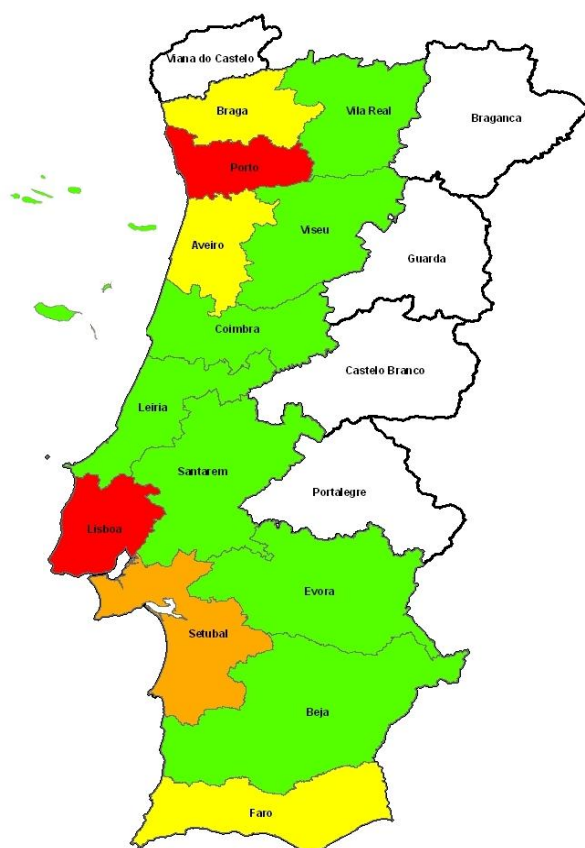 Viana do Castelo
Braga
Vila Real
Braganca
Porto
Viseu
Aveiro
Guarda
Coimbra
Castelo Branco
Leiria
Santarem
Portalegre
Lisboa
Evora
Setubal
Beja
Faro